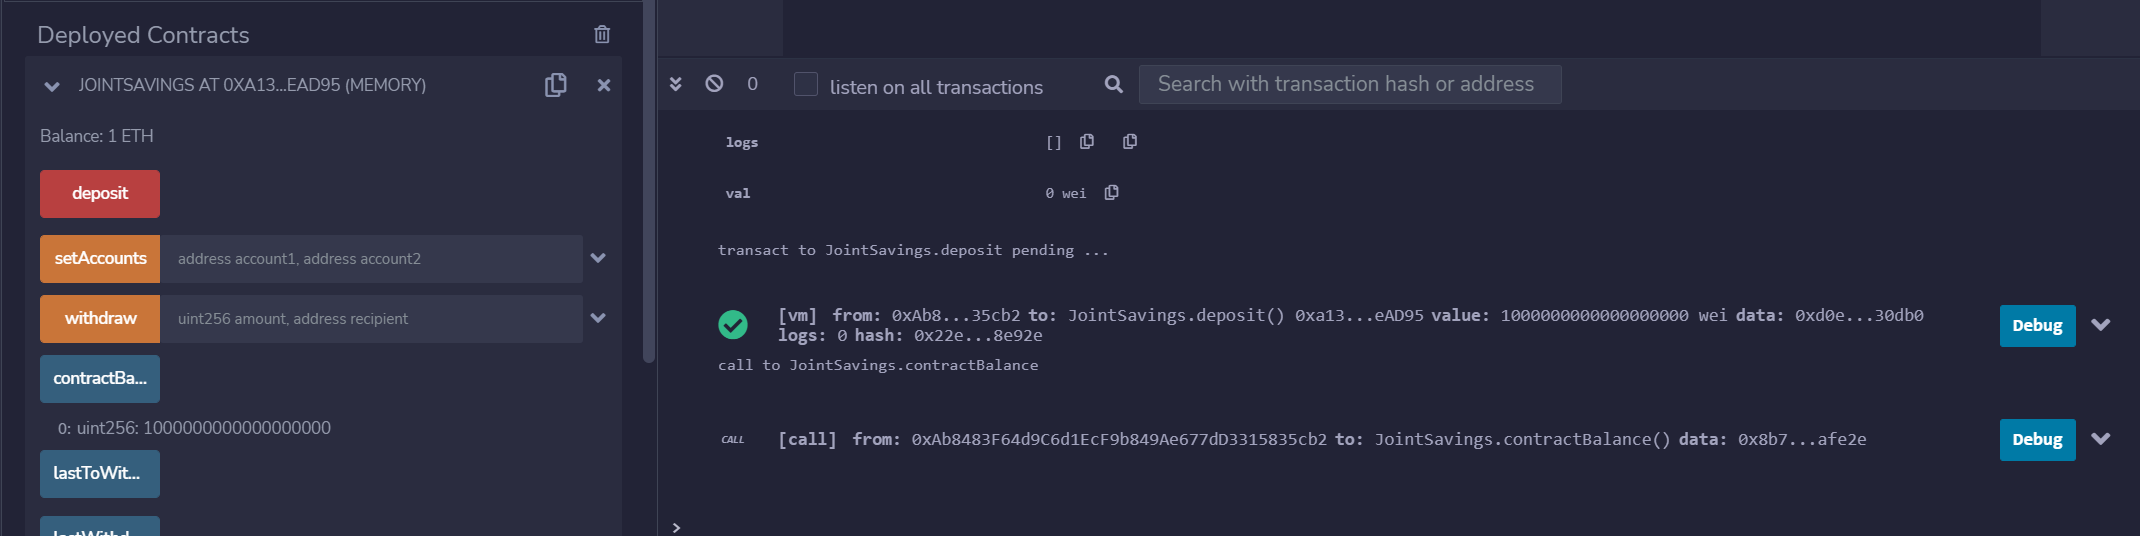 Deployed Contracts
JOINTSAVINGS AT 0XA13...EAD95 (MEMORY)
Balance: 1 ETH
deposit
setAccounts address account1, address account2
withdraw uint256 amount, address recipient
contractBa...
0: uint256: 1000000000000000000
lastToWit...
lastWithd...
0 listen on all transactions Search with transaction hash or address
logs []
val 0 wei
transact to JointSavings.deposit pending ...
[vm] from: 0xAb8...35cb2 to: JointSavings.deposit() 0xa13...eAD95 value: 1000000000000000000 wei data: 0xd0e...30db0
logs: 0 hash: 0x22e...8e92e
Debug
call to JointSavings.contractBalance
CALL [call] from: 0xAb8483F64d9C6d1EcF9b849Ae677dD3315835cb2 to: JointSavings.contractBalance() data: 0x8b7...afe2e
Debug
>